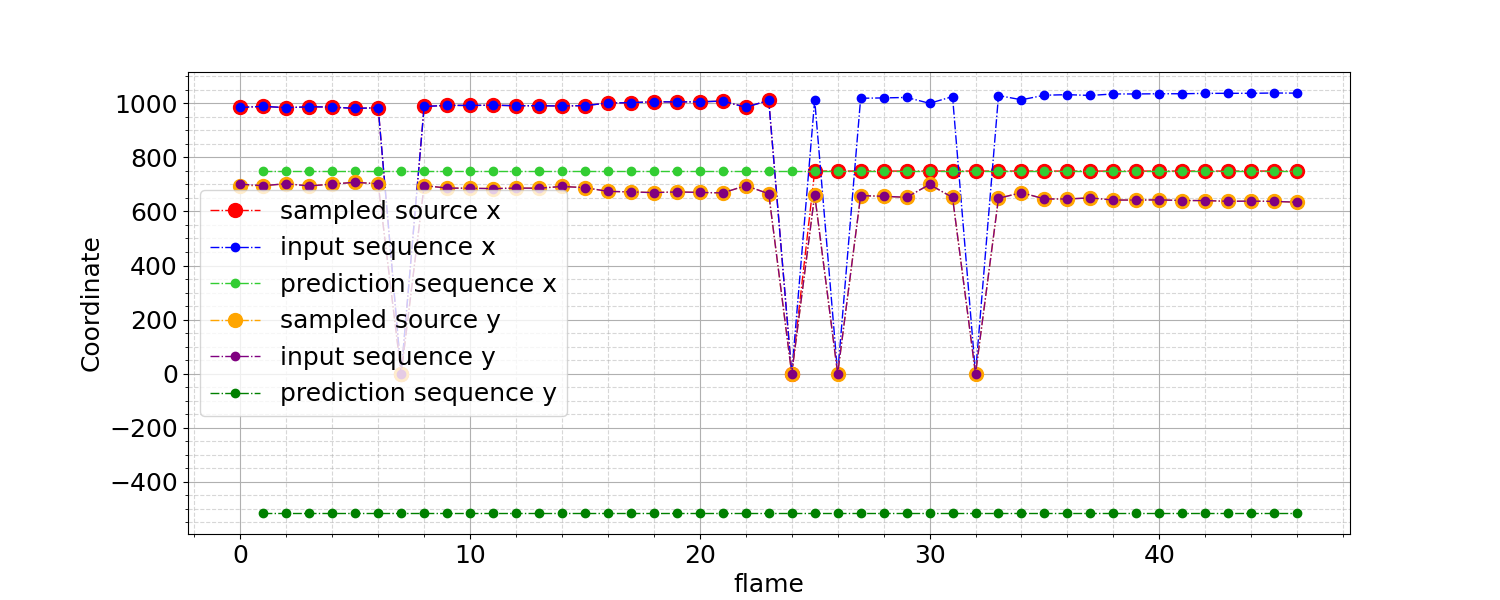 1000
800
600
400
200
0
−200
−400
Coordinate
sampled source x
input sequence x
prediction sequence x
sampled source y
input sequence y
prediction sequence y
0 10 20 30 40
flame